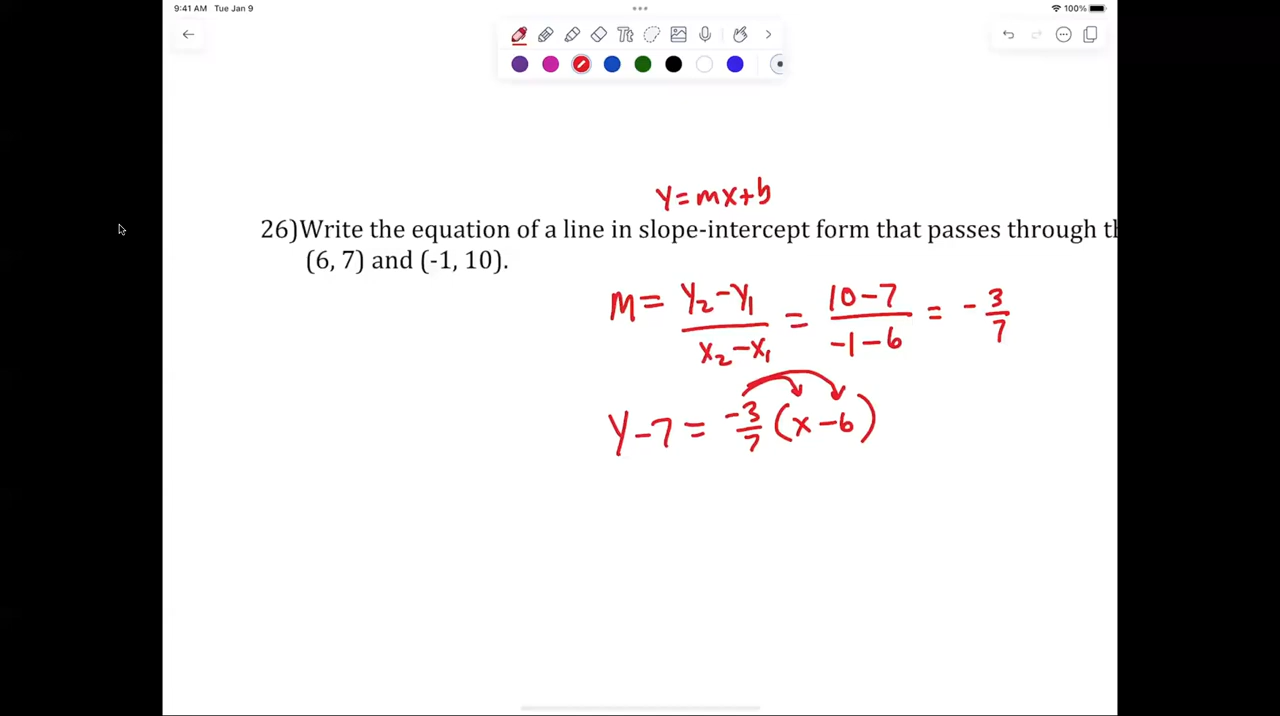 9:41 AM Tue Jan 9
100%
y = mx + b
26)Write the equation of a line in slope-intercept form that passes through
(6, 7) and (-1, 10).
m = (y₂ - y₁)/(x₂ - x₁) = (10 - 7)/(-1 - 6) = -3/7
y - 7 = -3/7 (x - 6)